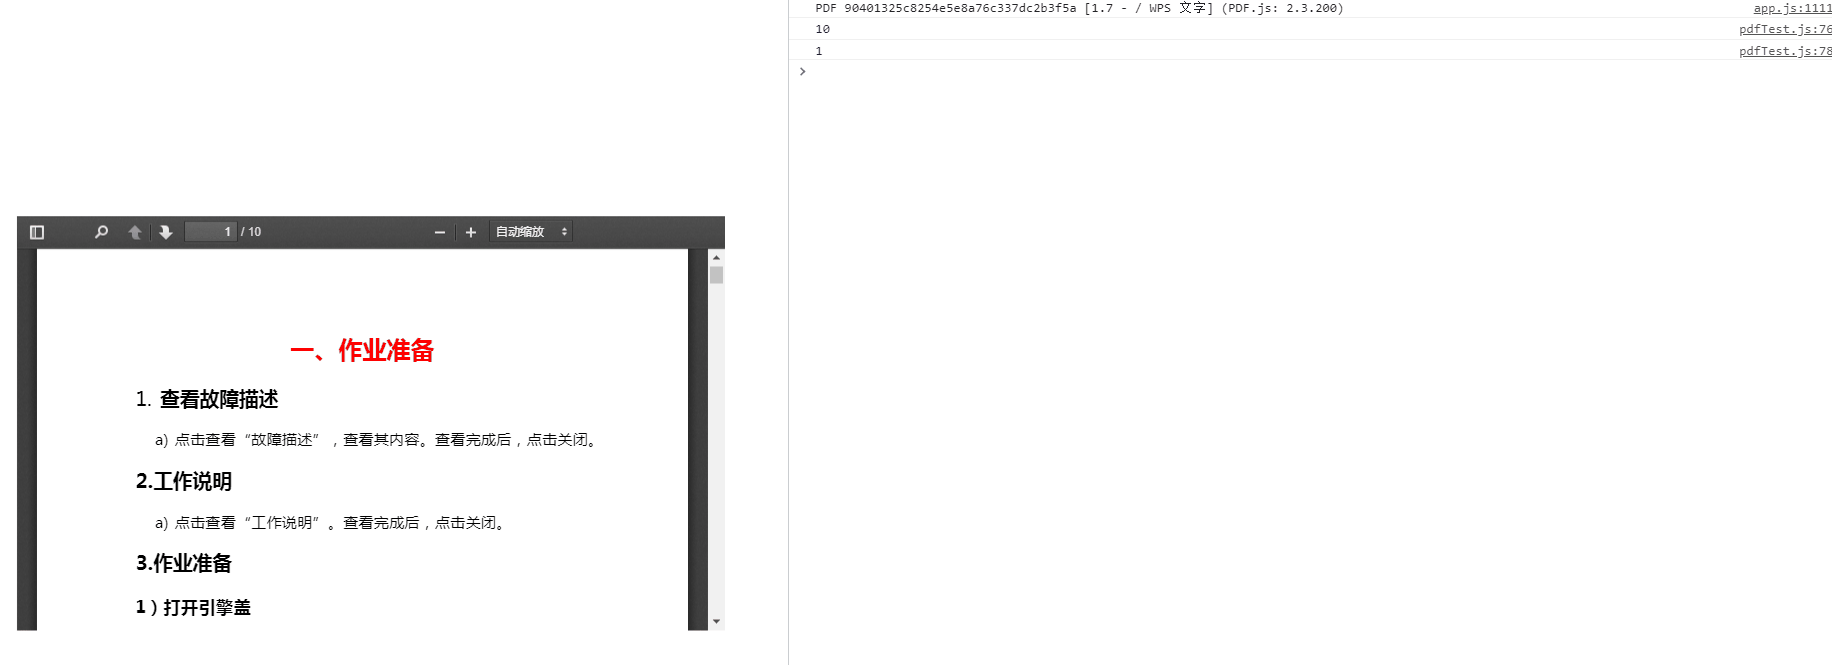 1 / 10
自动缩放
一、作业准备
1. 查看故障描述
a) 点击查看“故障描述”，查看其内容。查看完成后，点击关闭。
2.工作说明
a) 点击查看“工作说明”。查看完成后，点击关闭。
3.作业准备
1）打开引擎盖
PDF 90401325c8254e5e8a76c337dc2b3f5a [1.7 - / WPS 文字] (PDF.js: 2.3.200) app.js:1111
10 pdfTest.js:76
1 pdfTest.js:78